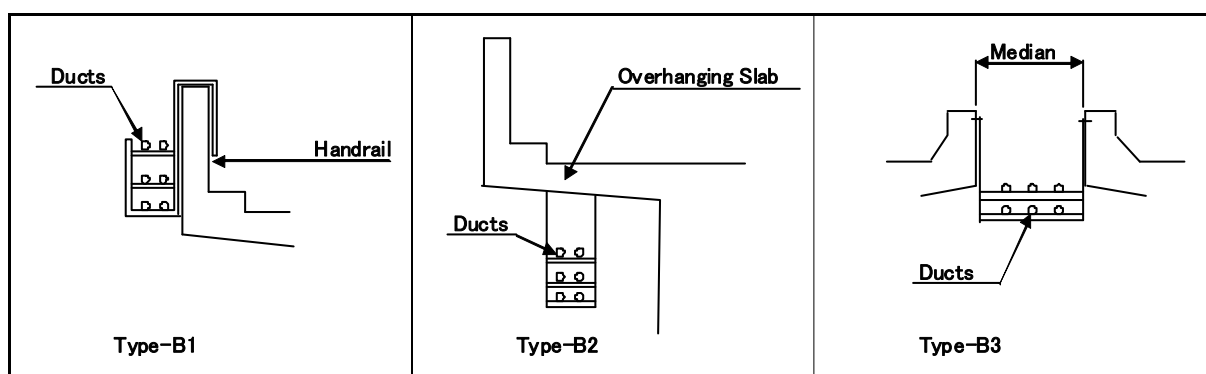 Ducts
Handrail
Type-B1
Overhanging Slab
Ducts
Type-B2
Median
Ducts
Type-B3